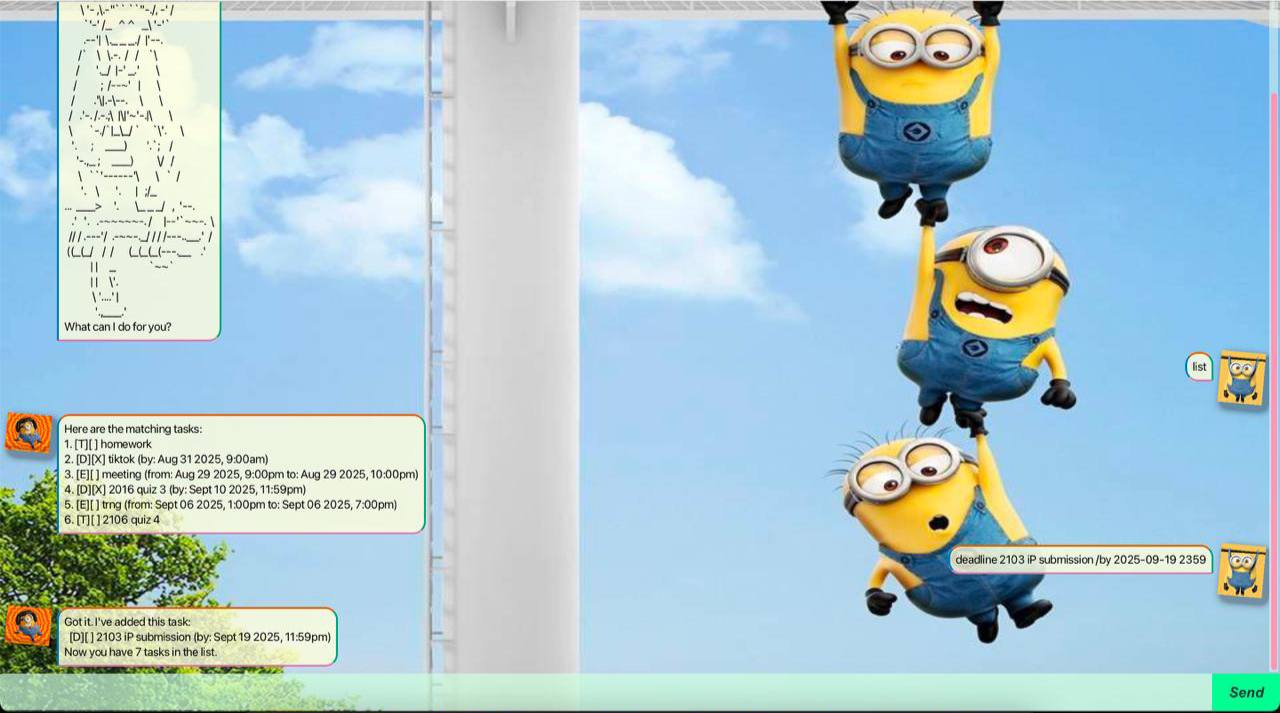 What can I do for you?
list
Here are the matching tasks:
1. [T][ ] homework
2. [D][X] tiktok (by: Aug 31 2025, 9:00am)
3. [E][ ] meeting (from: Aug 29 2025, 9:00pm to: Aug 29 2025, 10:00pm)
4. [D][X] 2016 quiz 3 (by: Sept 10 2025, 11:59pm)
5. [E][ ] trng (from: Sept 06 2025, 1:00pm to: Sept 06 2025, 7:00pm)
6. [T][ ] 2106 quiz 4
deadline 2103 iP submission /by 2025-09-19 2359
Got it. I've added this task:
[D][ ] 2103 iP submission (by: Sept 19 2025, 11:59pm)
Now you have 7 tasks in the list.
Send